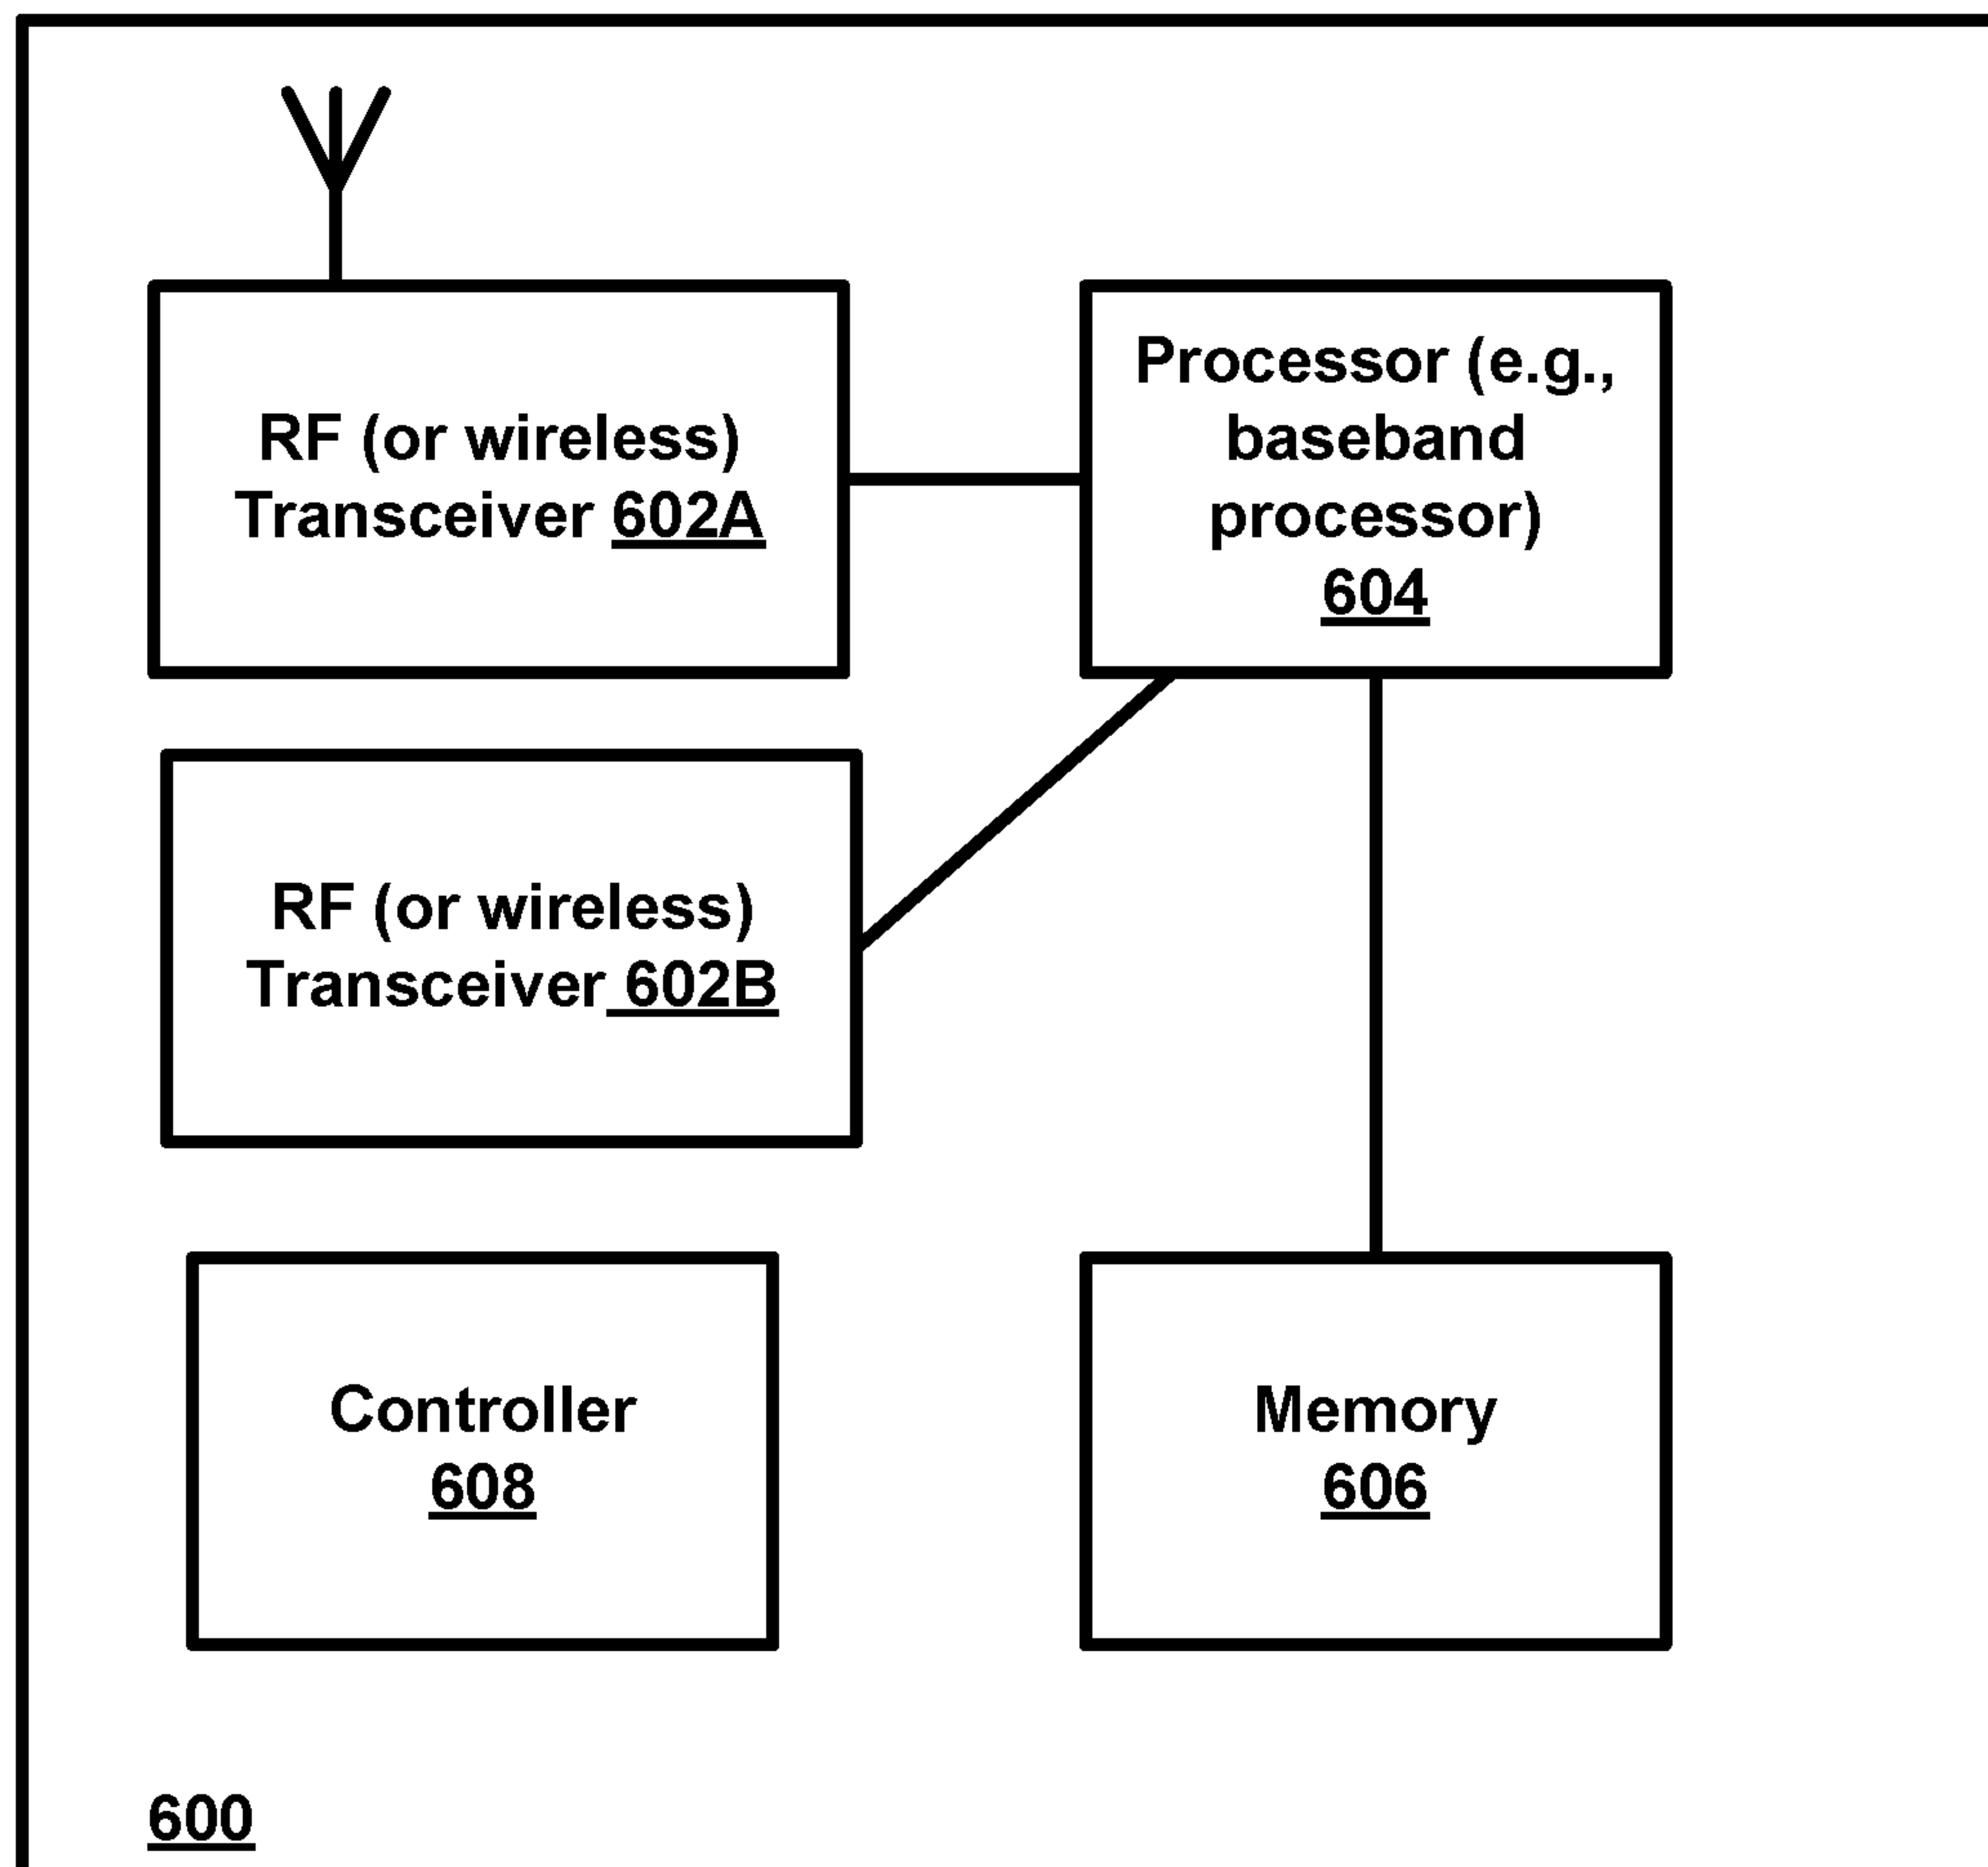 RF (or wireless)
Transceiver 602A
Processor (e.g.,
baseband
processor)
604
RF (or wireless)
Transceiver 602B
Controller
608
Memory
606
600